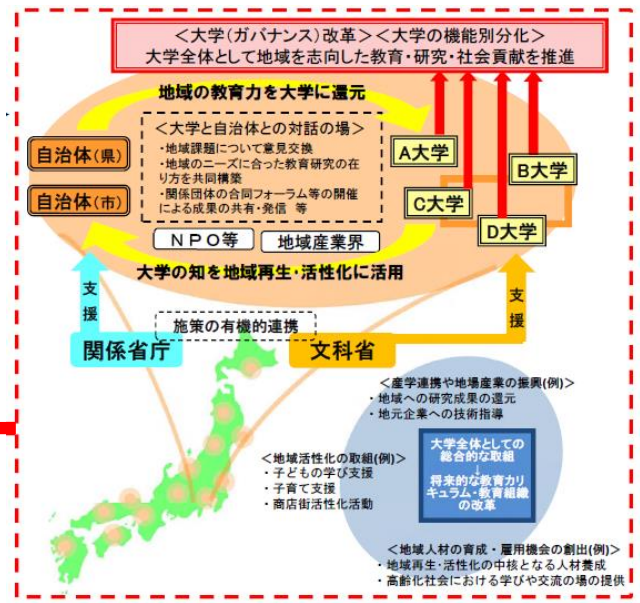 ＜大学（ガバナンス）改革＞＜大学の機能別分化＞
大学全体として地域を志向した教育・研究・社会貢献を推進
地域の教育力を大学に還元
自治体（県）
自治体（市）
＜大学と自治体との対話の場＞
・地域課題について意見交換
・地域のニーズに合った教育研究の在
り方を共同構築
・関係団体の合同フォーラム等の開催
による成果の共有・発信 等
A大学
B大学
C大学
D大学
NPO等
地域産業界
大学の知を地域再生・活性化に活用
支援
支援
施策の有機的連携
関係省庁
文科省
＜産学連携や地場産業の振興(例)＞
・地域への研究成果の還元
・地元企業への技術指導
＜地域活性化の取組(例)＞
・子どもの学び支援
・子育て支援
・商店街活性化活動
大学全体としての
総合的な取組
↓
将来的な教育カリ
キュラム・教育組織
の改革
＜地域人材の育成・雇用機会の創出(例)＞
・地域再生・活性化の中核となる人材養成
・高齢化社会における学びや交流の場の提供